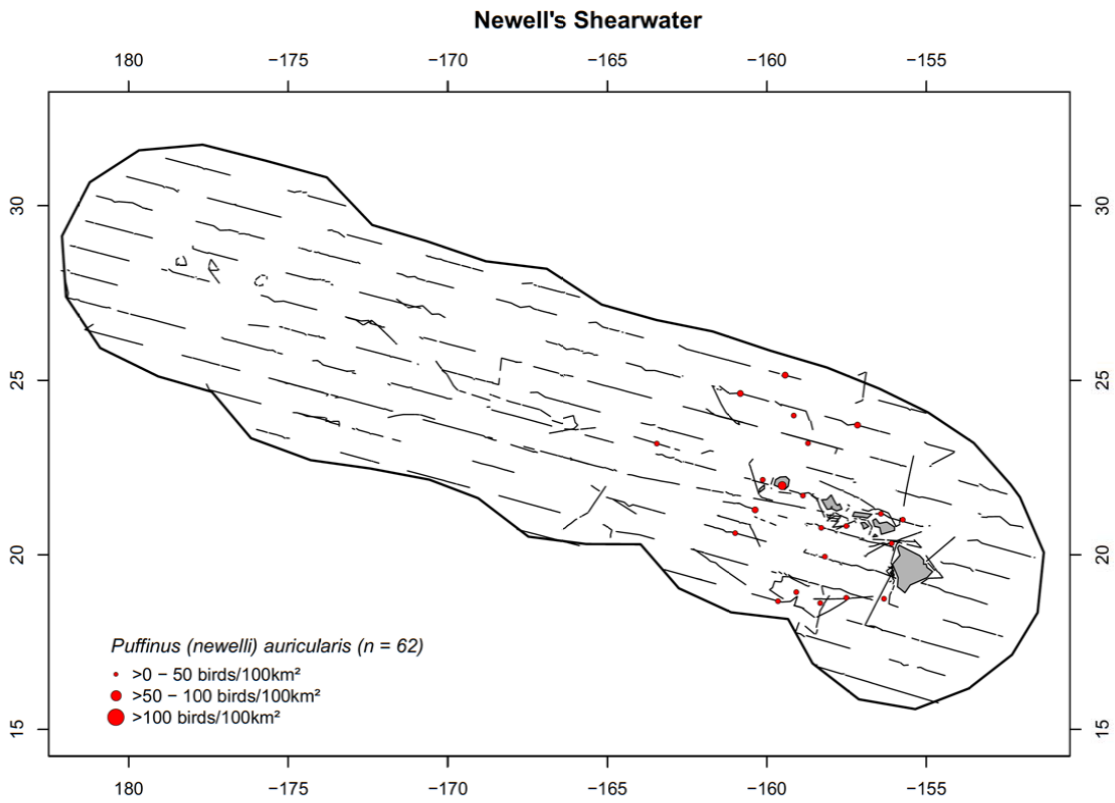 Newell's Shearwater
180 −175 −170 −165 −160 −155
30 30
25 25
20 20
15 15
Puffinus (newelli) auricularis (n = 62)
>0 − 50 birds/100km²
>50 − 100 birds/100km²
>100 birds/100km²
180 −175 −170 −165 −160 −155